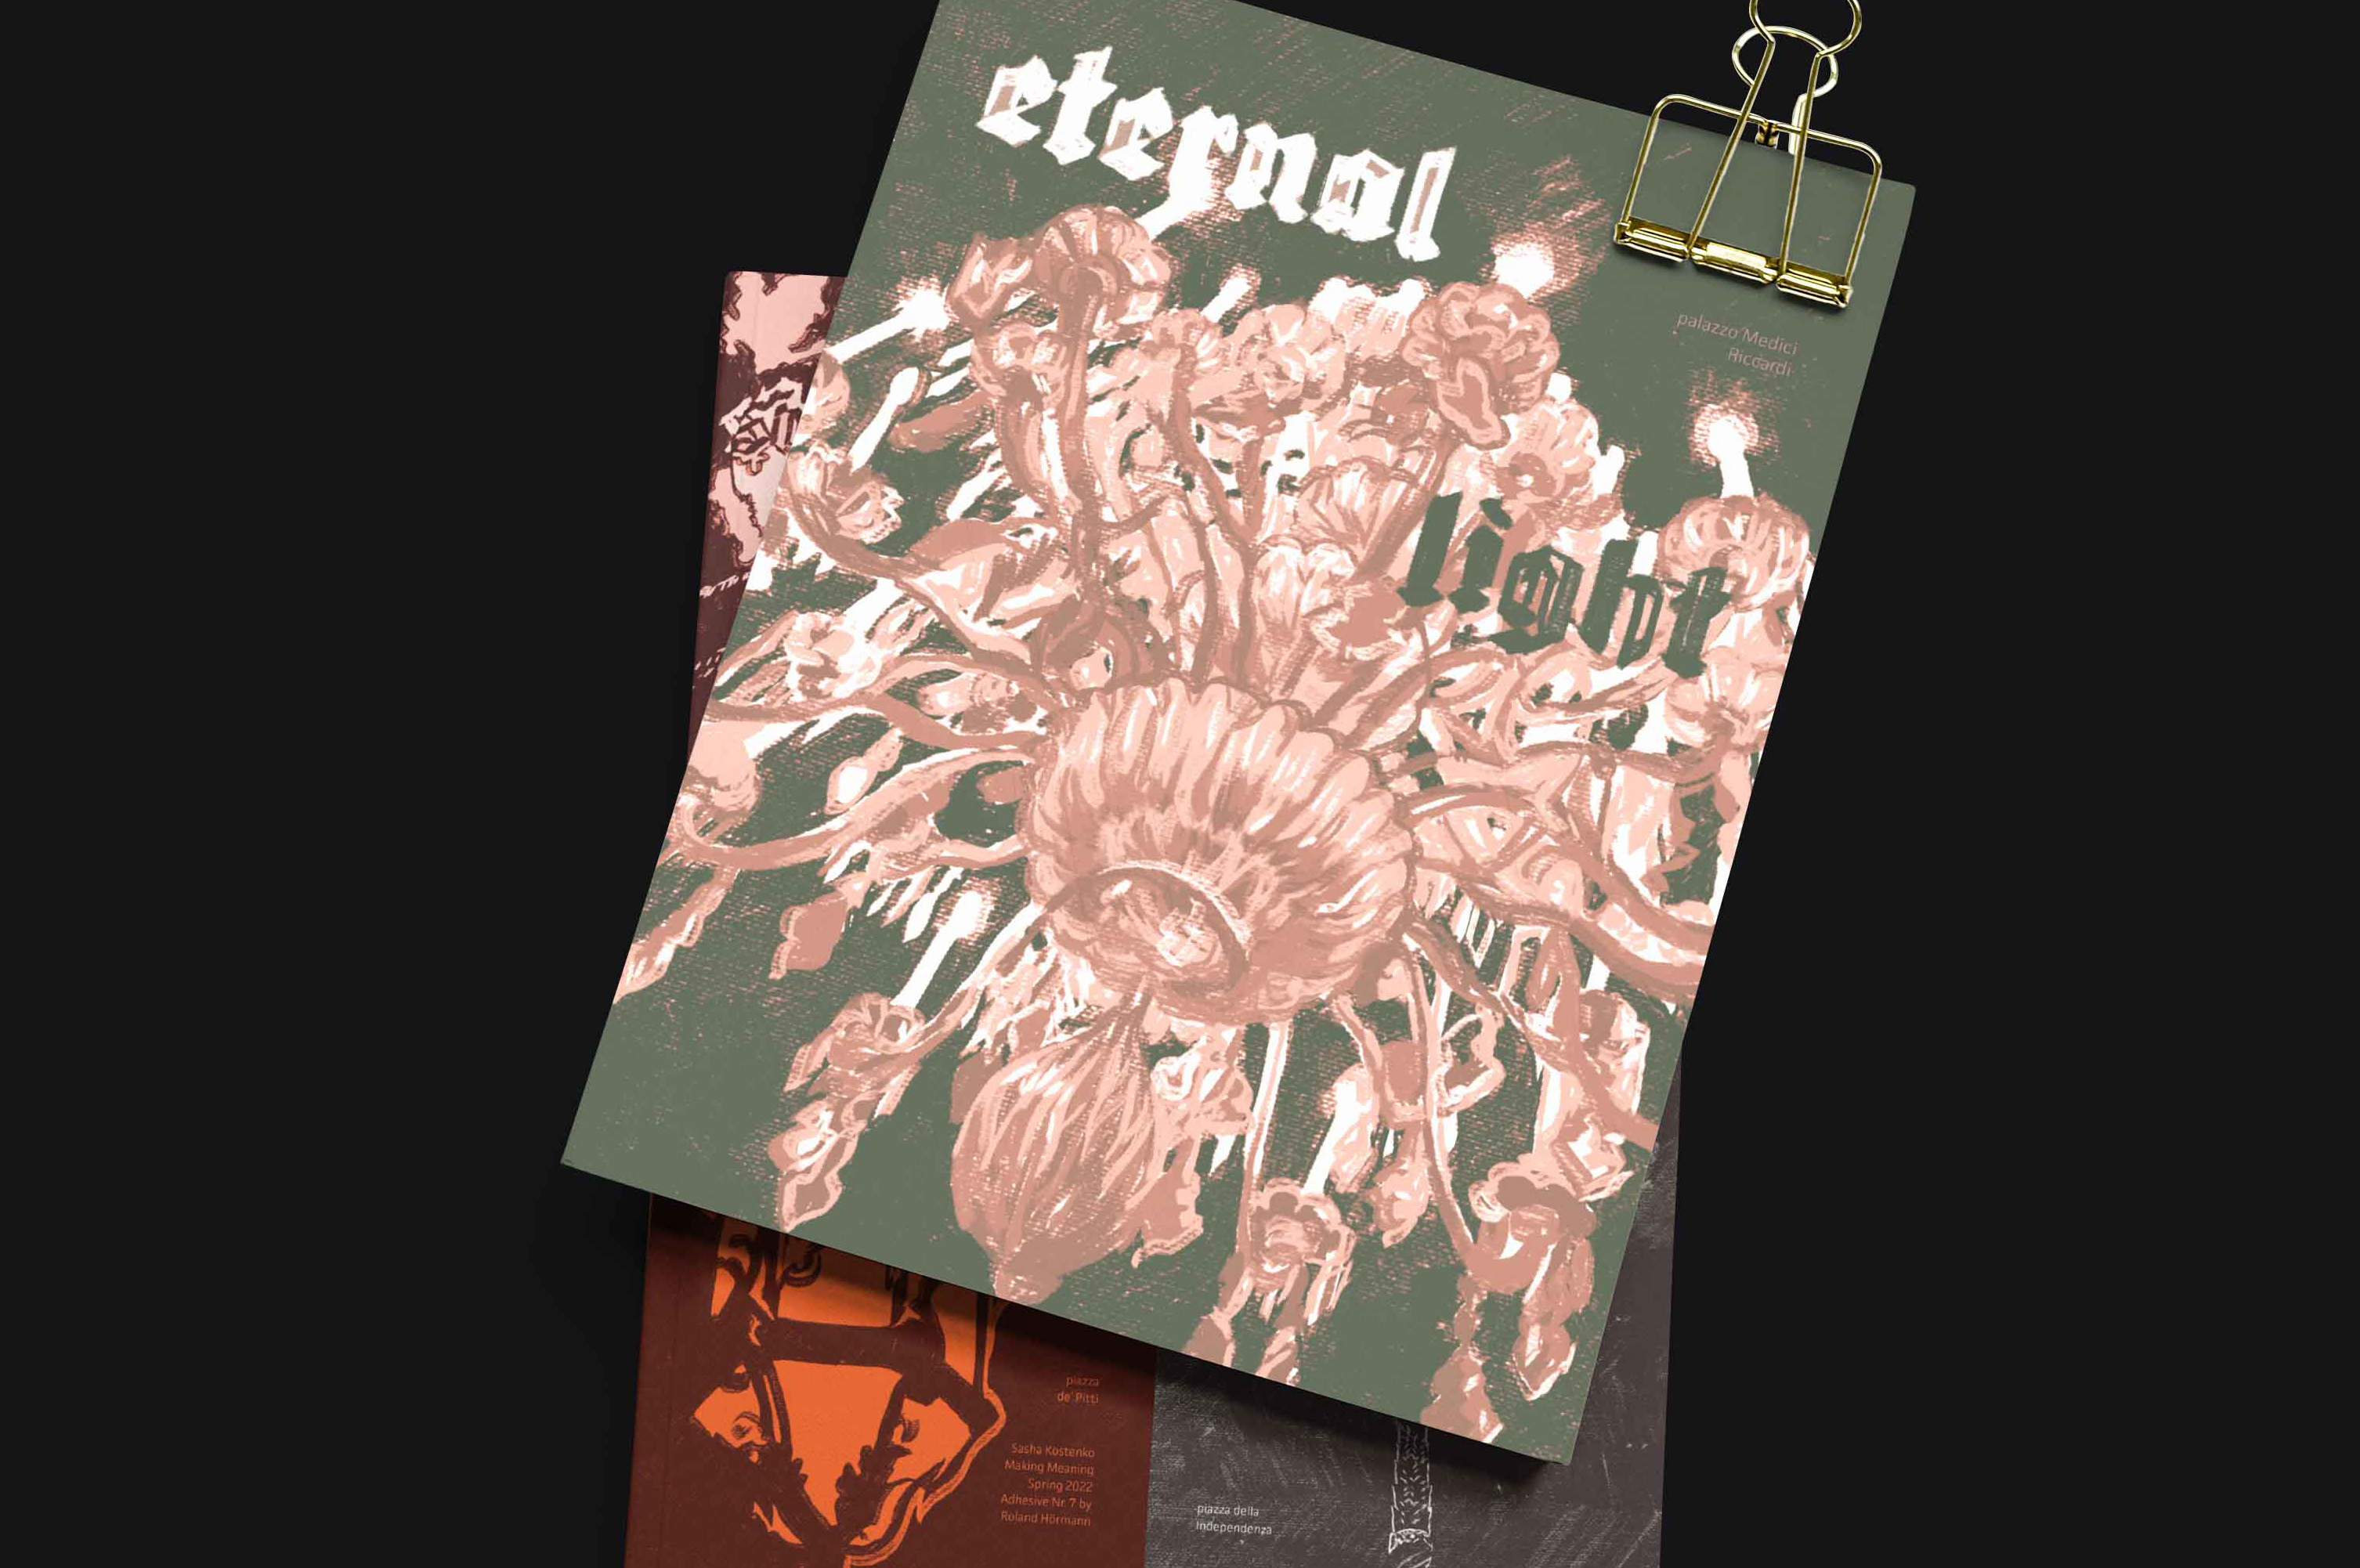 eternal
palazzo Medici
Riccardi
light
piazza
de' Pitti
Sasha Kostenko
Making Meaning
Spring 2022
Adhesive Nr. 7 by
Roland Hörmann
piazza della
Independenza